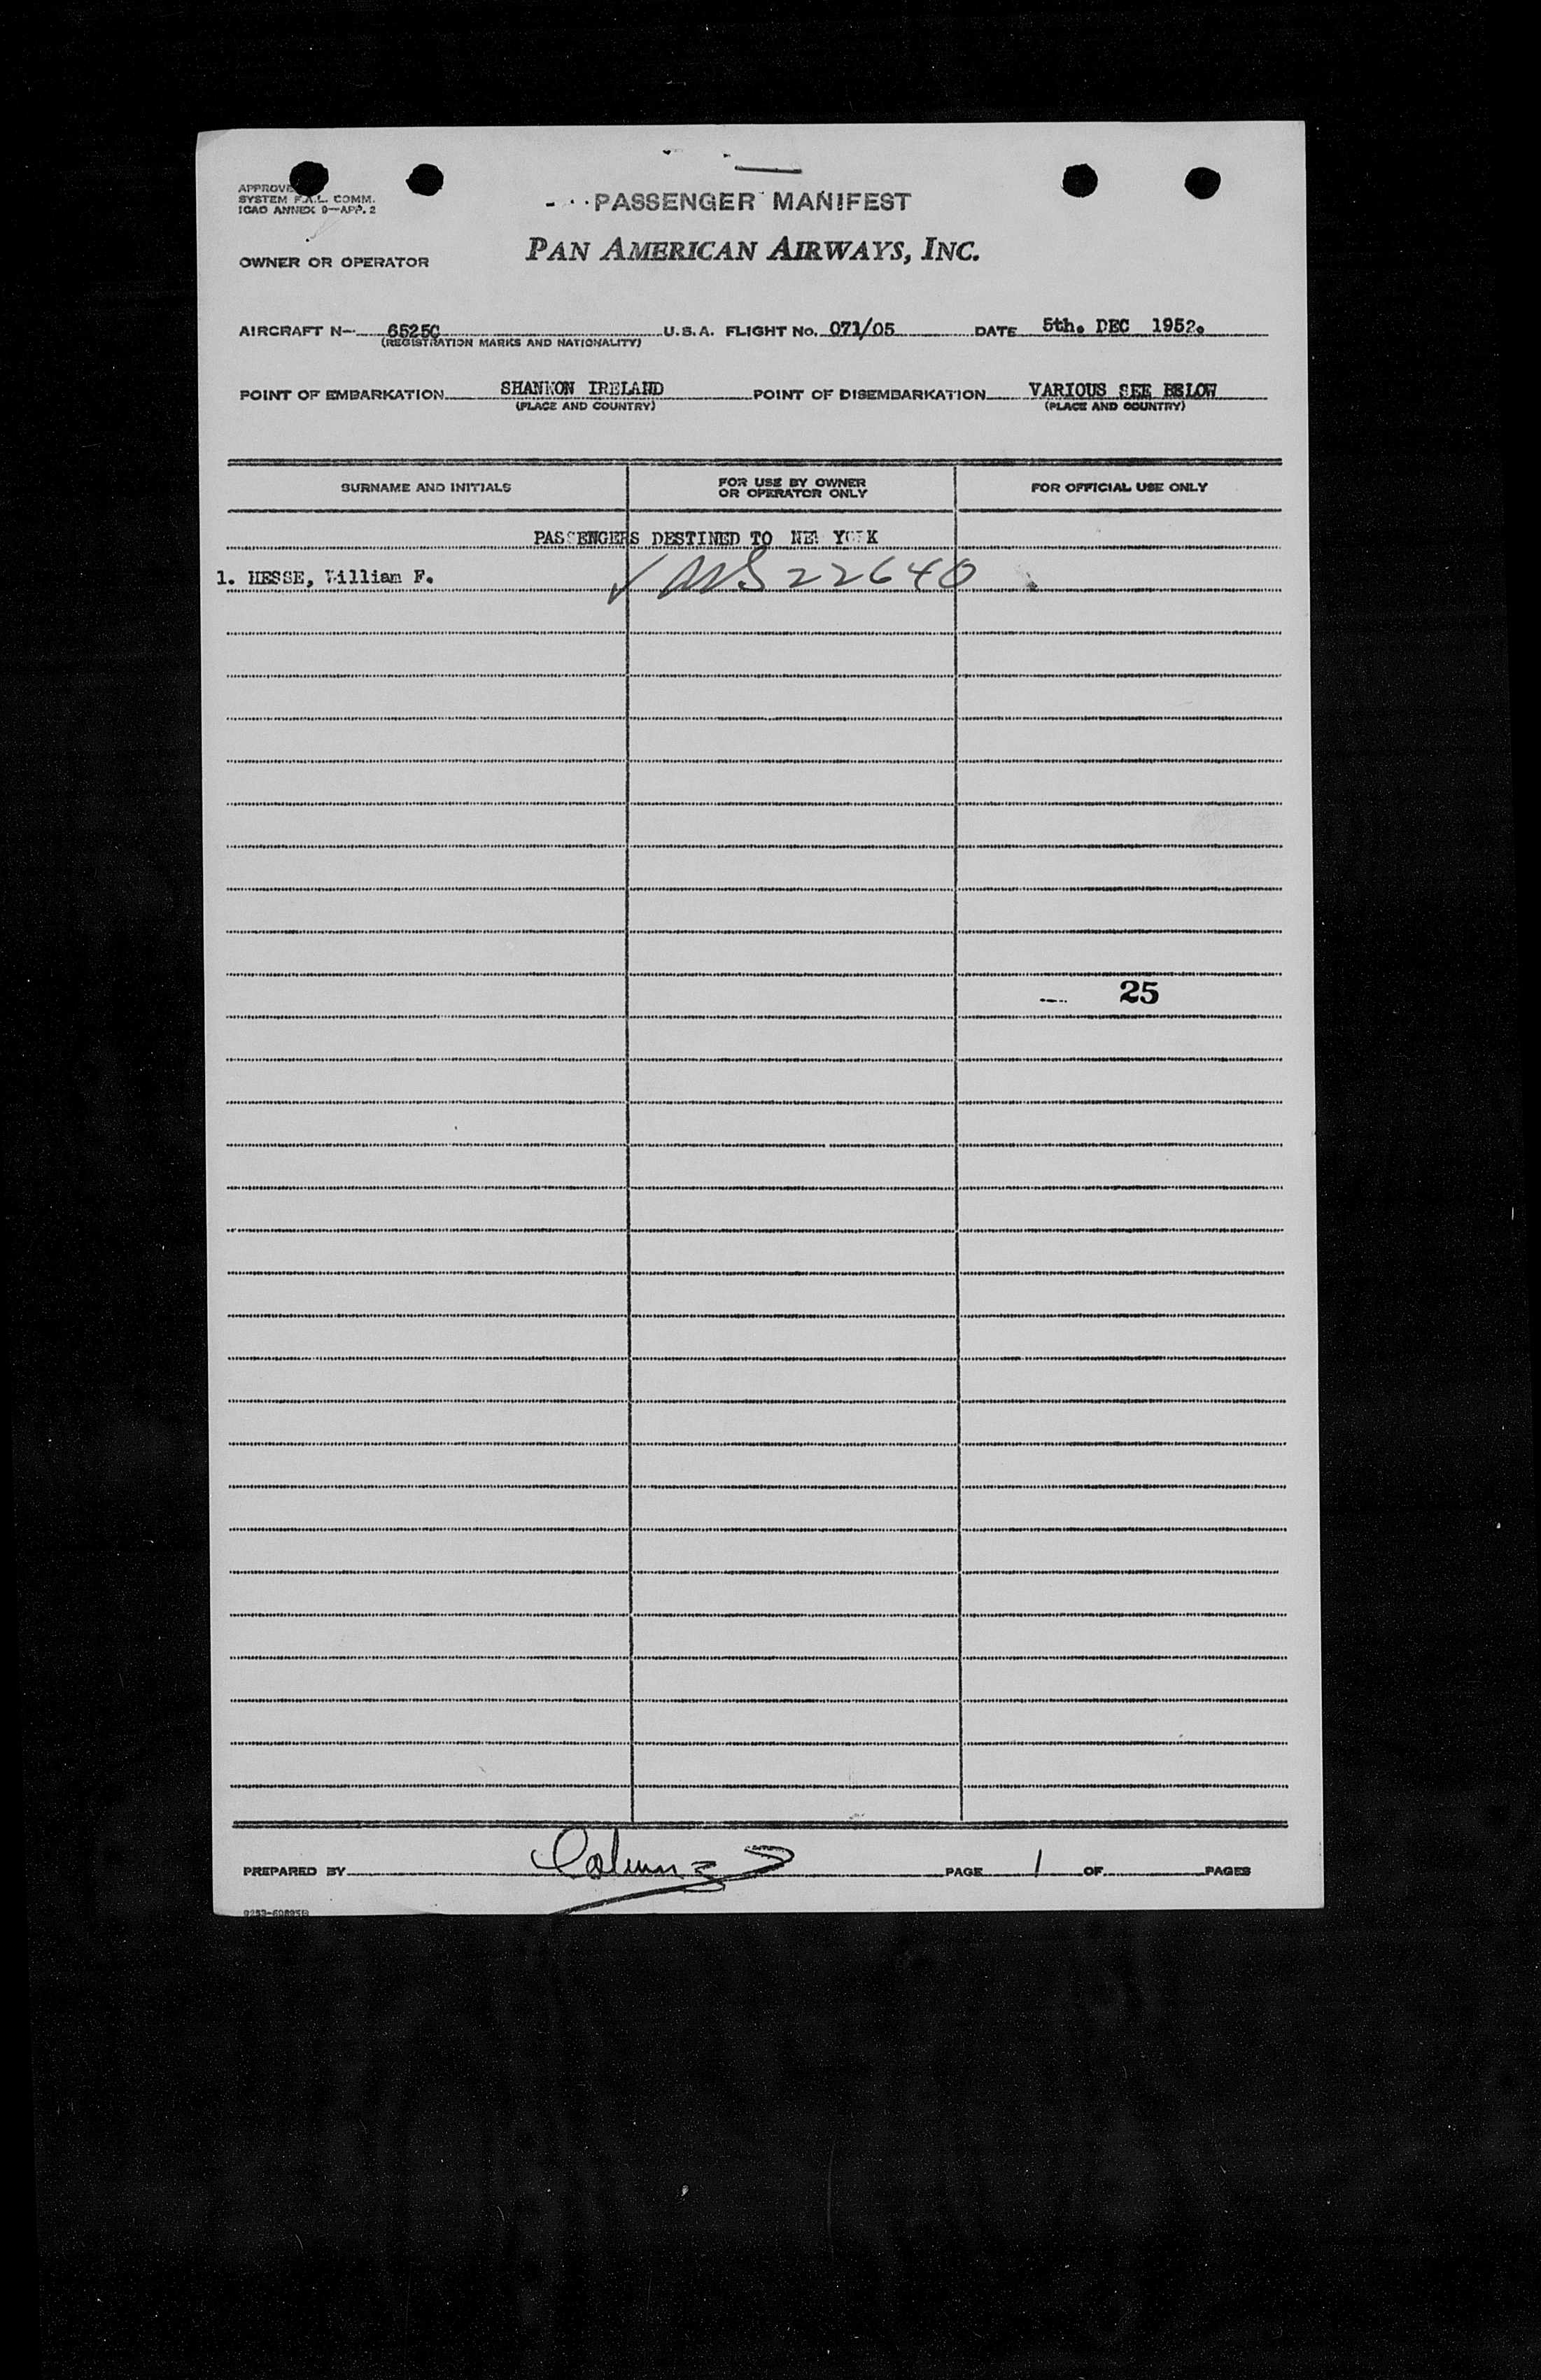 APPROVE
SYSTEM F.A.L. COMM.
ICAO ANNEX 9—APP. 2
PASSENGER MANIFEST
OWNER OR OPERATOR PAN AMERICAN AIRWAYS, INC.
AIRCRAFT N— 6525C U.S.A. FLIGHT NO. 071/05 DATE 5th. DEC 1952.
(REGISTRATION MARKS AND NATIONALITY)
POINT OF EMBARKATION SHANNON IRELAND POINT OF DISEMBARKATION VARIOUS SEE BELOW
(PLACE AND COUNTRY) (PLACE AND COUNTRY)
SURNAME AND INITIALS FOR USE BY OWNER OR OPERATOR ONLY FOR OFFICIAL USE ONLY
PASSENGERS DESTINED TO NEW YORK
1. HESSE, William F. ✓ 22640
25
PREPARED BY PAGE 1 OF PAGES